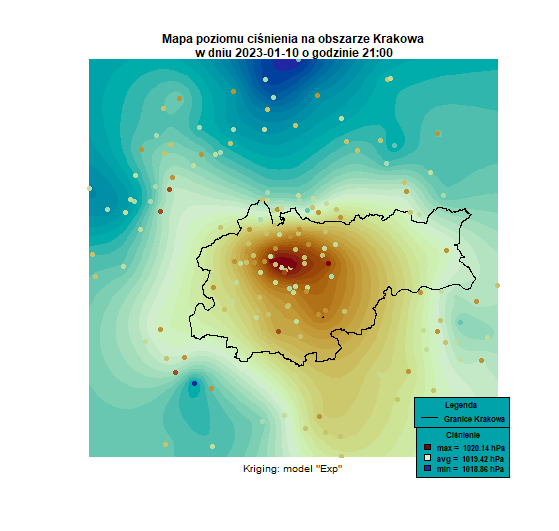 Mapa poziomu ciśnienia na obszarze Krakowa
w dniu 2023-01-10 o godzinie 21:00
Legenda
Granice Krakowa
Ciśnienie
max = 1020.14 hPa
avg = 1019.42 hPa
min = 1018.86 hPa
Kriging: model "Exp"